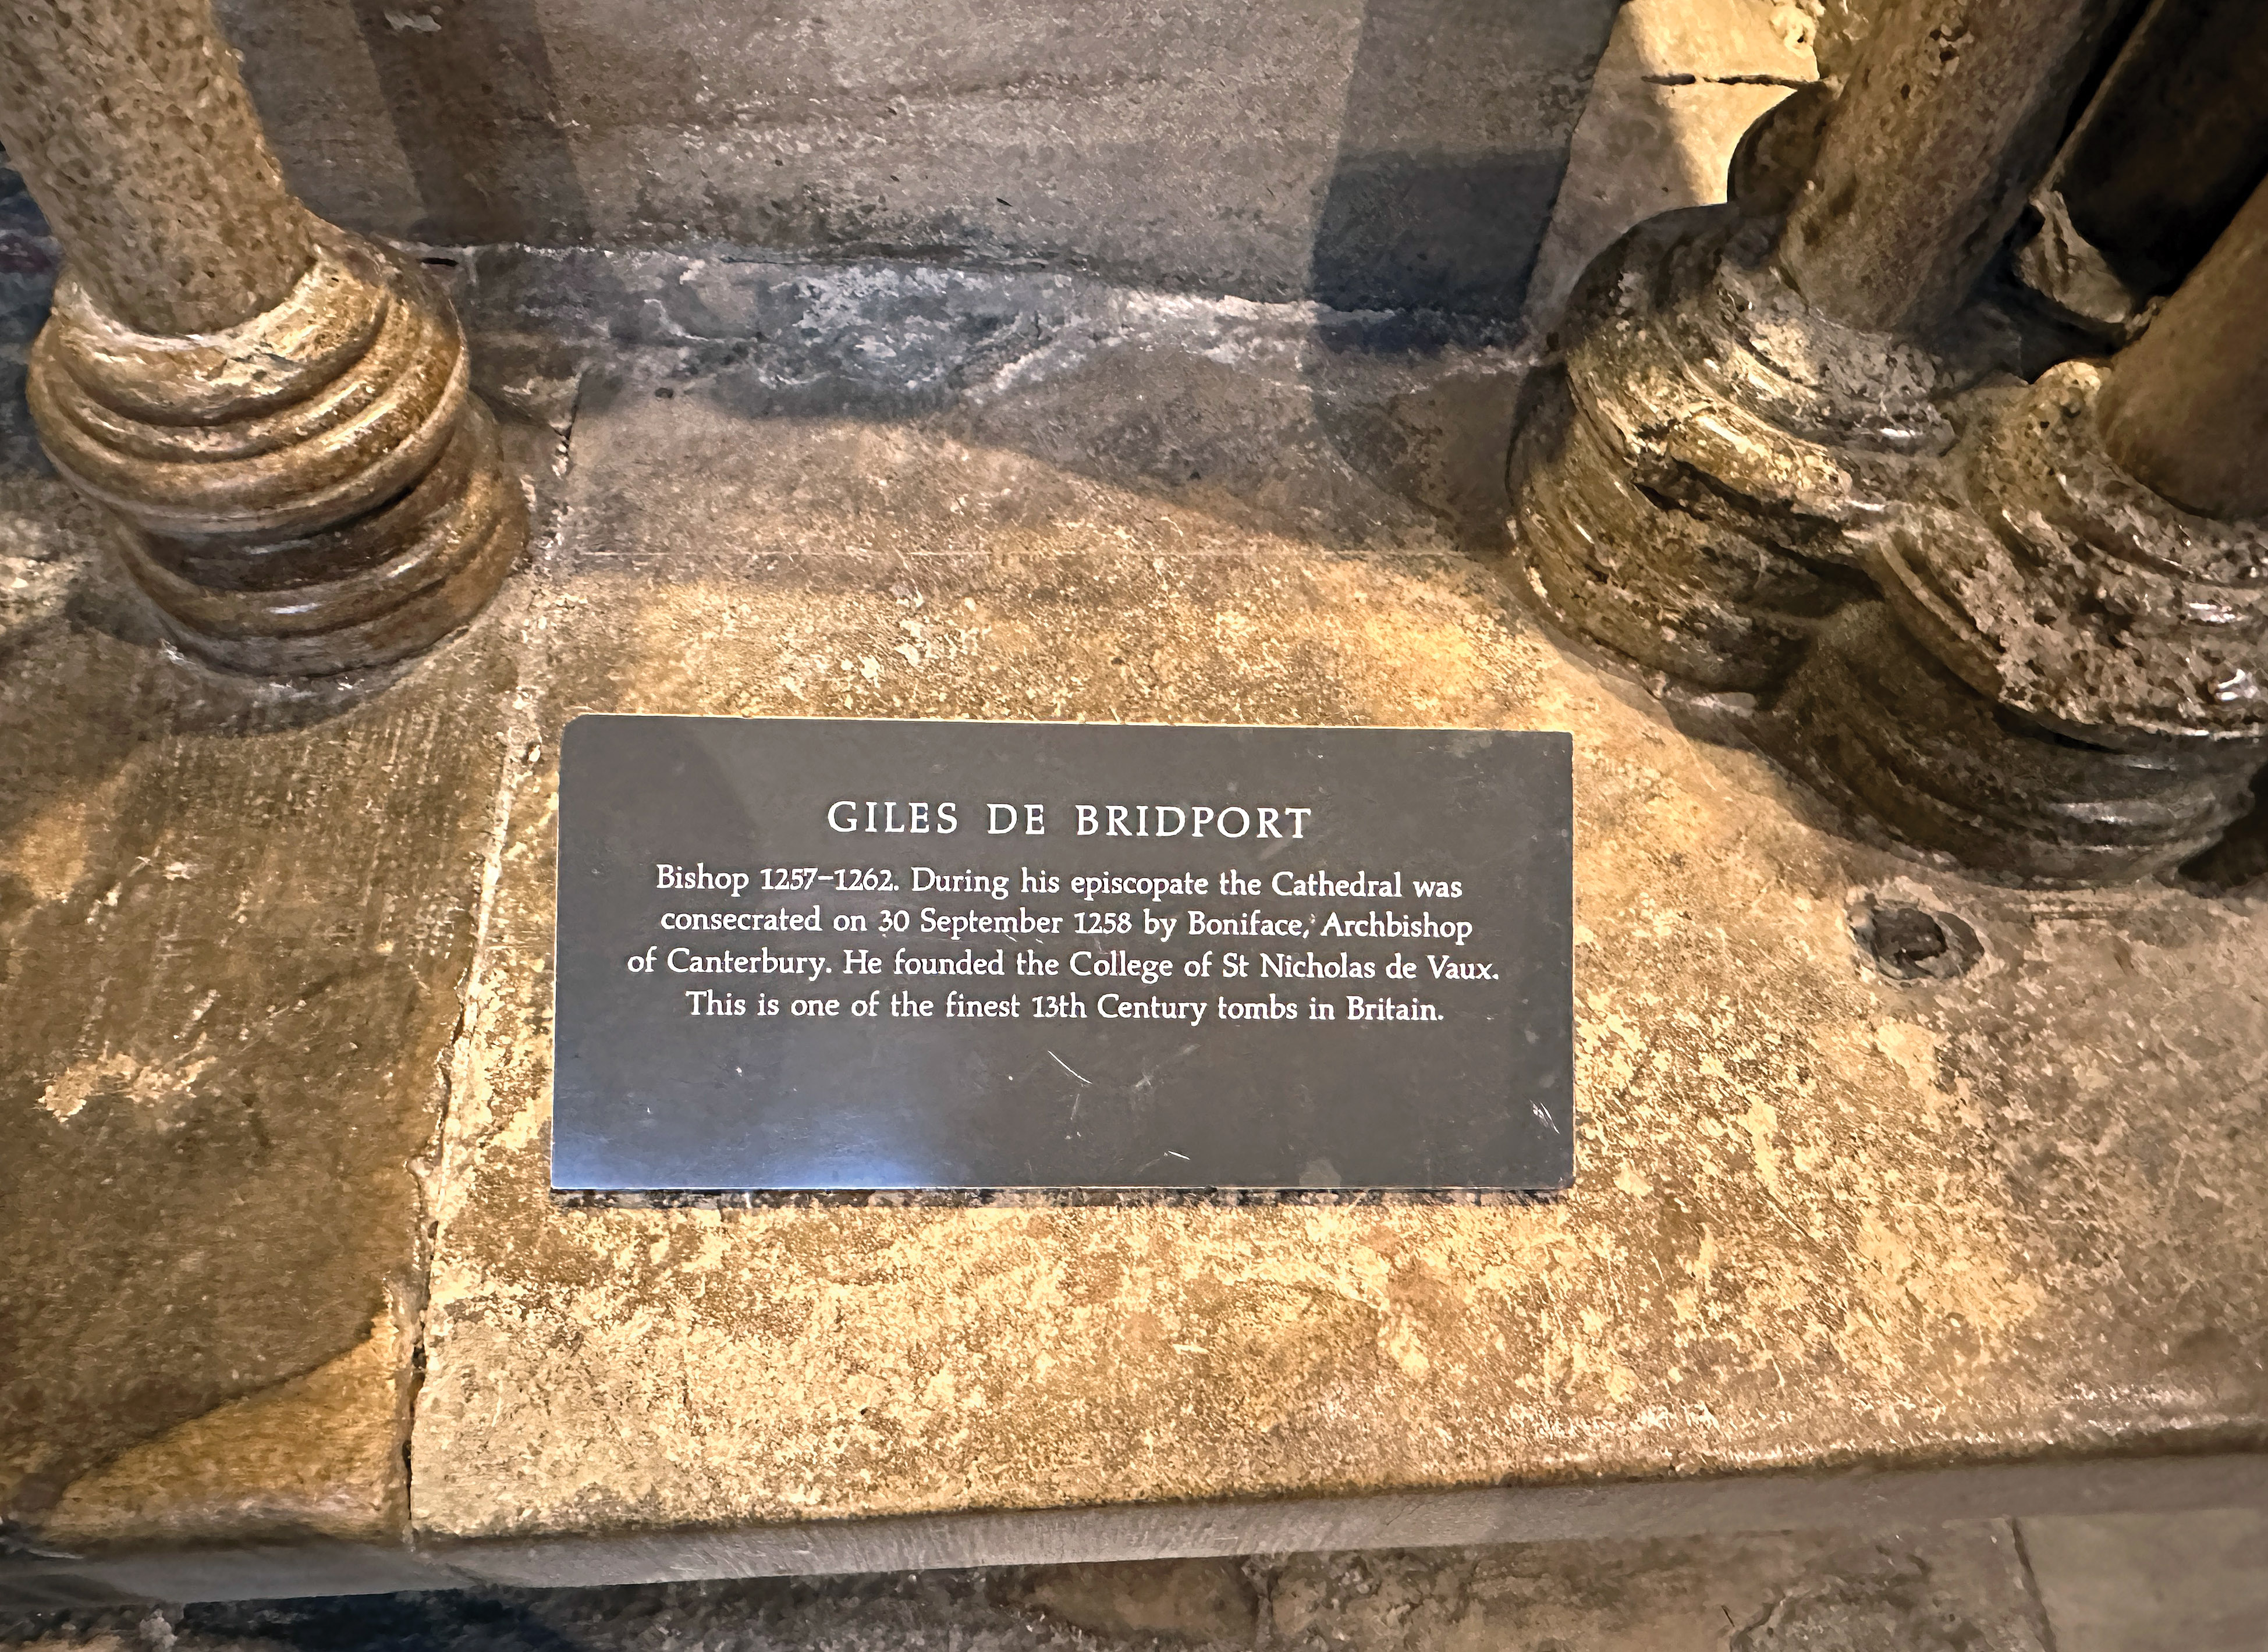 GILES DE BRIDPORT
Bishop 1257–1262. During his episcopate the Cathedral was
consecrated on 30 September 1258 by Boniface, Archbishop
of Canterbury. He founded the College of St Nicholas de Vaux.
This is one of the finest 13th Century tombs in Britain.